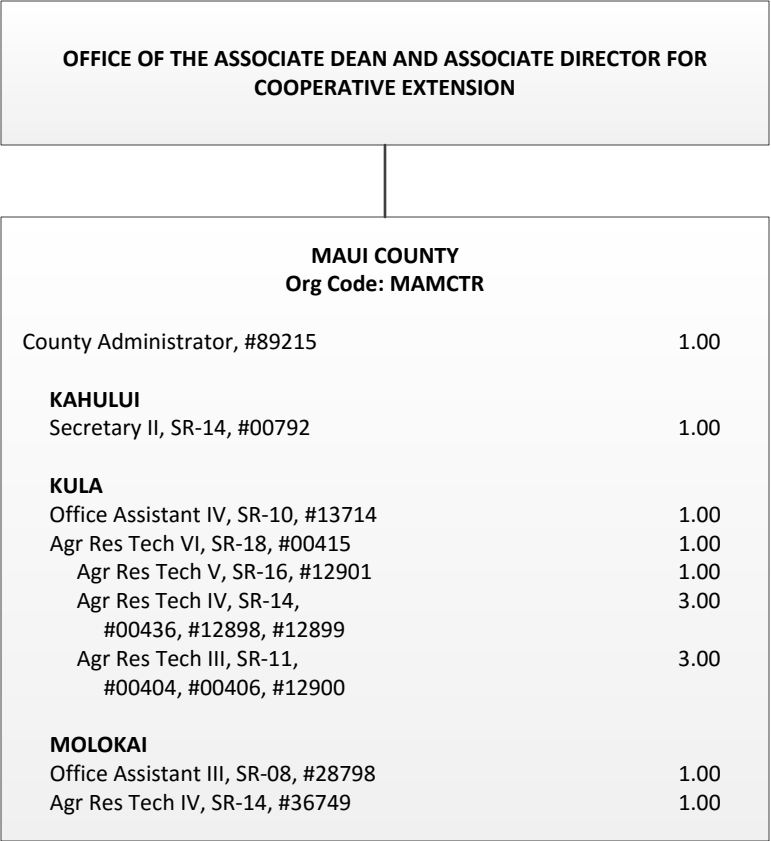 OFFICE OF THE ASSOCIATE DEAN AND ASSOCIATE DIRECTOR FOR
COOPERATIVE EXTENSION
MAUI COUNTY
Org Code: MAMCTR
County Administrator, #89215 1.00
KAHULUI
Secretary II, SR-14, #00792 1.00
KULA
Office Assistant IV, SR-10, #13714 1.00
Agr Res Tech VI, SR-18, #00415 1.00
Agr Res Tech V, SR-16, #12901 1.00
Agr Res Tech IV, SR-14, 3.00
#00436, #12898, #12899
Agr Res Tech III, SR-11, 3.00
#00404, #00406, #12900
MOLOKAI
Office Assistant III, SR-08, #28798 1.00
Agr Res Tech IV, SR-14, #36749 1.00